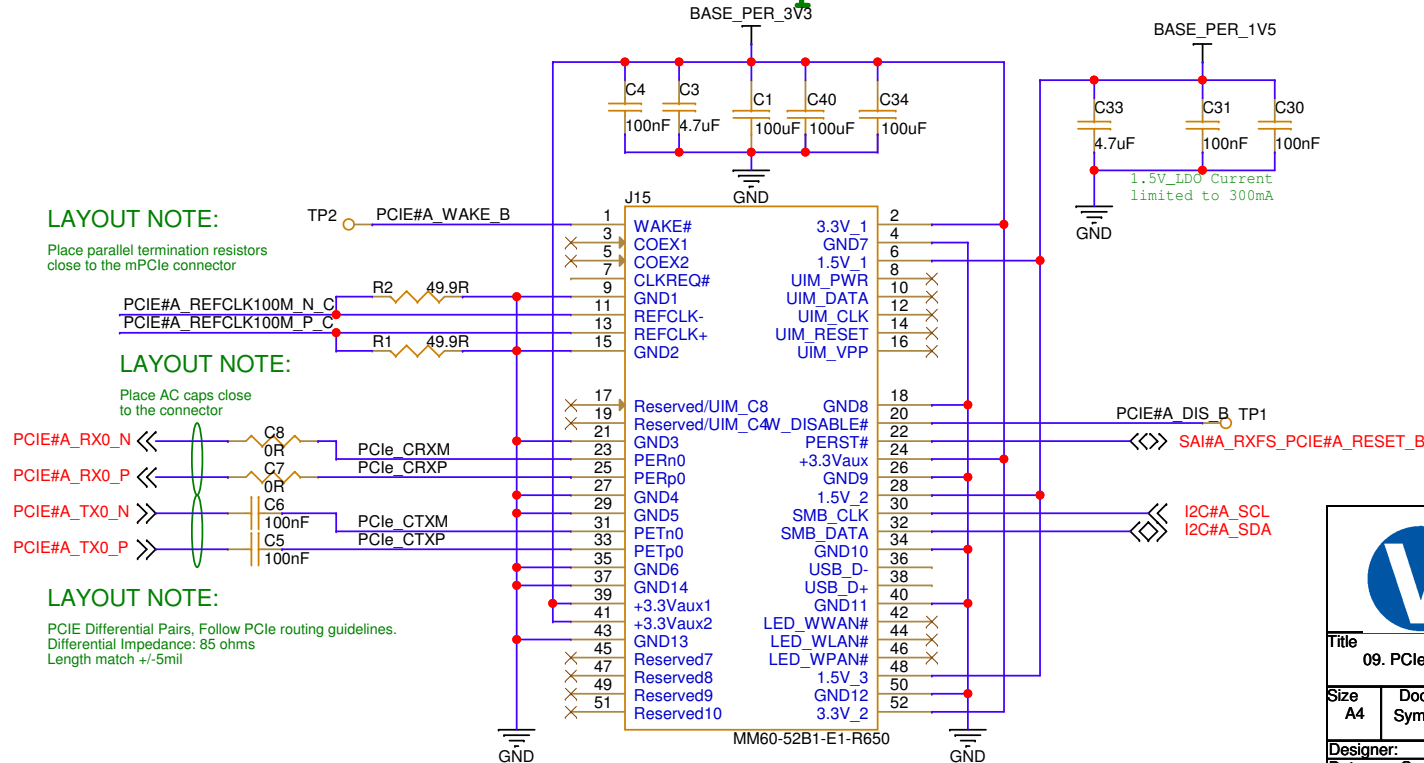 BASE_PER_3V3
BASE_PER_1V5
C4
100nF
C3
4.7uF
C1
100uF
C40
100uF
C34
100uF
GND
C33
4.7uF
C31
100nF
C30
100nF
1.5V_LDO Current
limited to 300mA
GND
LAYOUT NOTE:
Place parallel termination resistors
close to the mPCIe connector
TP2
PCIE#A_WAKE_B
R2 49.9R
PCIE#A_REFCLK100M_N_C
PCIE#A_REFCLK100M_P_C
R1 49.9R
LAYOUT NOTE:
Place AC caps close
to the connector
PCIE#A_RX0_N
C8
0R
PCIe_CRXM
PCIE#A_RX0_P
C7
0R
PCIe_CRXP
PCIE#A_TX0_N
C6
100nF
PCIe_CTXM
PCIE#A_TX0_P
C5
100nF
PCIe_CTXP
LAYOUT NOTE:
PCIE Differential Pairs, Follow PCIe routing guidelines.
Differential Impedance: 85 ohms
Length match +/-5mil
GND
J15
1 WAKE# 3.3V_1 2
3 COEX1 GND7 4
5 COEX2 1.5V_1 6
7 CLKREQ# UIM_PWR 8
9 GND1 UIM_DATA 10
11 REFCLK- UIM_CLK 12
13 REFCLK+ UIM_RESET 14
15 GND2 UIM_VPP 16
17 Reserved/UIM_C8 GND8 18
19 Reserved/UIM_C4 W_DISABLE# 20
21 GND3 PERST# 22
23 PERn0 +3.3Vaux 24
25 PERp0 GND9 26
27 GND4 1.5V_2 28
29 GND5 SMB_CLK 30
31 PETn0 SMB_DATA 32
33 PETp0 GND10 34
35 GND6 USB_D- 36
37 GND14 USB_D+ 38
39 +3.3Vaux1 GND11 40
41 +3.3Vaux2 LED_WWAN# 42
43 GND13 LED_WLAN# 44
45 Reserved7 LED_WPAN# 46
47 Reserved8 1.5V_3 48
49 Reserved9 GND12 50
51 Reserved10 3.3V_2 52
MM60-52B1-E1-R650
GND
PCIE#A_DIS_B TP1
SAI#A_RXFS_PCIE#A_RESET_B
I2C#A_SCL
I2C#A_SDA
Title
09. PCIe
Size
A4
Designer: